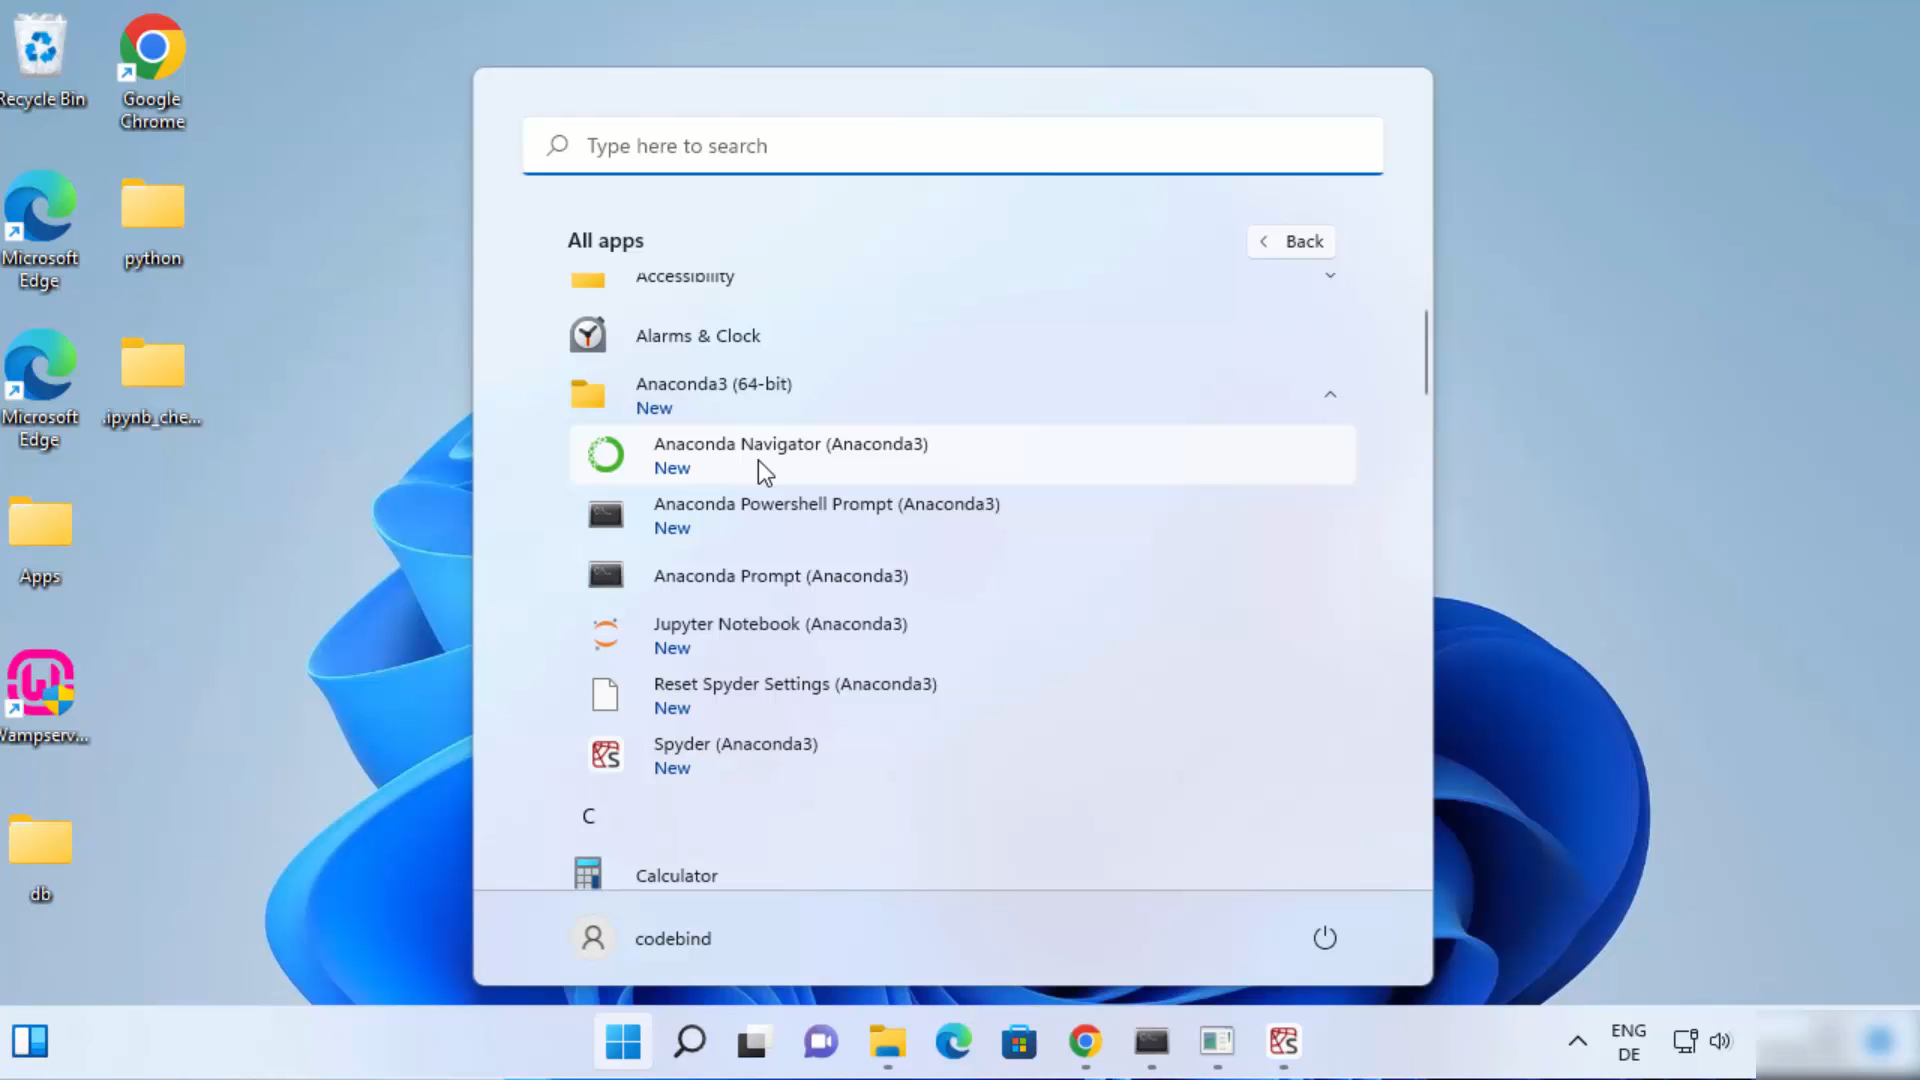 Recycle Bin
Google
Chrome
Microsoft
Edge
python
Microsoft
Edge
.ipynb_che...
Apps
Wampserv...
db
Type here to search
All apps
Back
Accessibility
Alarms & Clock
Anaconda3 (64-bit)
New
Anaconda Navigator (Anaconda3)
New
Anaconda Powershell Prompt (Anaconda3)
New
Anaconda Prompt (Anaconda3)
Jupyter Notebook (Anaconda3)
New
Reset Spyder Settings (Anaconda3)
New
Spyder (Anaconda3)
New
C
Calculator
codebind
ENG
DE